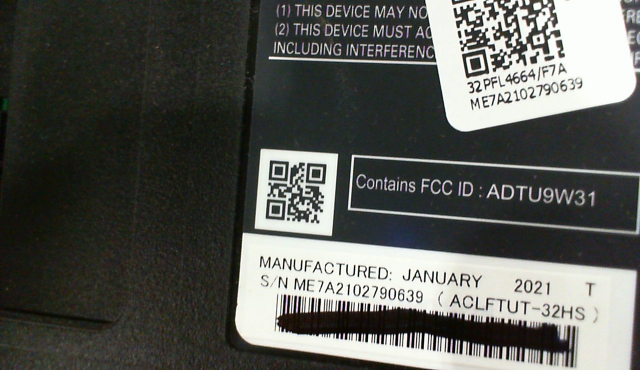 (1) THIS DEVICE MAY NO
(2) THIS DEVICE MUST AC
INCLUDING INTERFERENC
32PFL4664/F7A
ME7A2102790639
Contains FCC ID : ADTU9W31
MANUFACTURED: JANUARY 2021 T
S/N ME7A2102790639 ( ACLFTUT-32HS )